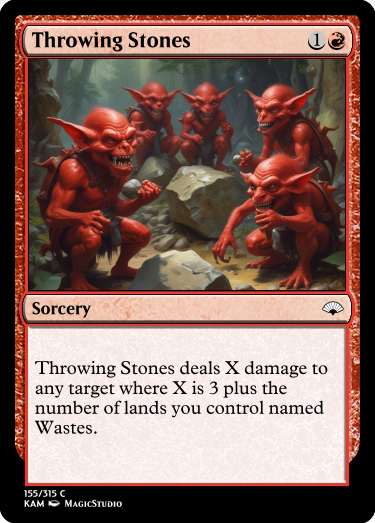 Throwing Stones 1
Sorcery
Throwing Stones deals X damage to
any target where X is 3 plus the
number of lands you control named
Wastes.
155/315 C
KAM MagicStudio